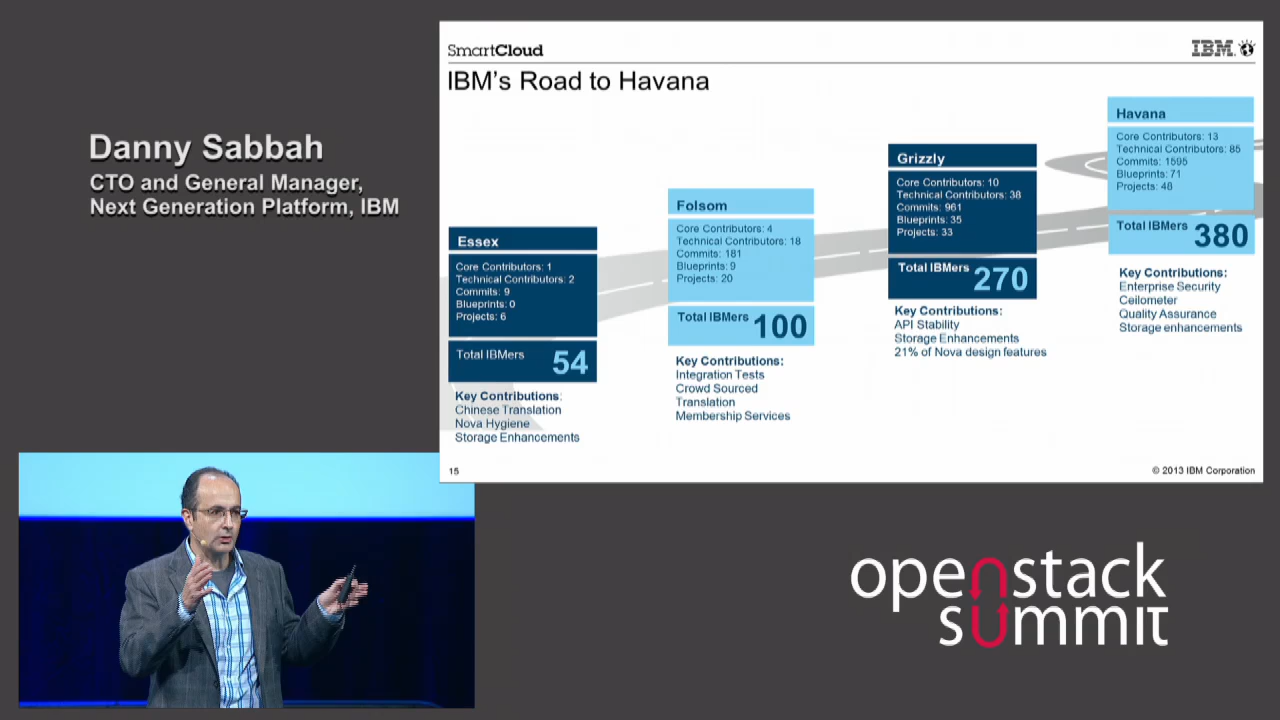 Danny Sabbah
CTO and General Manager,
Next Generation Platform, IBM
SmartCloud
IBM
IBM's Road to Havana
Essex
Core Contributors: 1
Technical Contributors: 2
Commits: 9
Blueprints: 0
Projects: 6
Total IBMers 54
Key Contributions:
Chinese Translation
Nova Hygiene
Storage Enhancements
Folsom
Core Contributors: 4
Technical Contributors: 18
Commits: 181
Blueprints: 9
Projects: 20
Total IBMers 100
Key Contributions:
Integration Tests
Crowd Sourced
Translation
Membership Services
Grizzly
Core Contributors: 10
Technical Contributors: 38
Commits: 961
Blueprints: 35
Projects: 33
Total IBMers 270
Key Contributions:
API Stability
Storage Enhancements
21% of Nova design features
Havana
Core Contributors: 13
Technical Contributors: 85
Commits: 1595
Blueprints: 71
Projects: 48
Total IBMers 380
Key Contributions:
Enterprise Security
Ceilometer
Quality Assurance
Storage enhancements
15
© 2013 IBM Corporation
openstack
summit